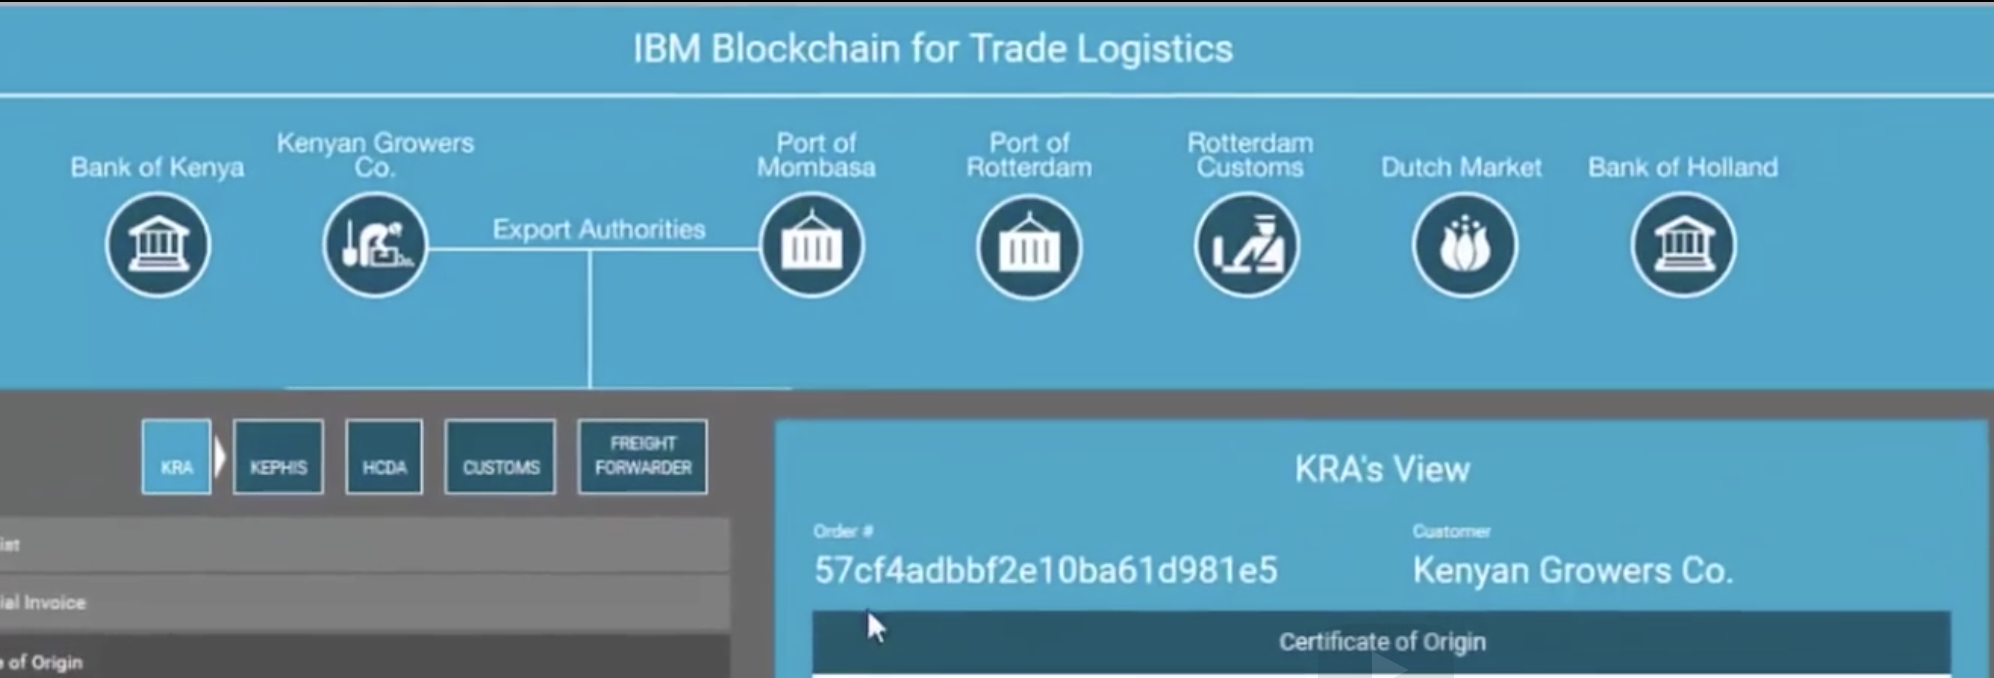 IBM Blockchain for Trade Logistics
Bank of Kenya
Kenyan Growers
Co.
Export Authorities
Port of
Mombasa
Port of
Rotterdam
Rotterdam
Customs
Dutch Market
Bank of Holland
KRA
KEPHIS
HCDA
CUSTOMS
FREIGHT
FORWARDER
Invoice
of Origin
KRA's View
Order #
57cf4adbbf2e10ba61d981e5
Customer
Kenyan Growers Co.
Certificate of Origin